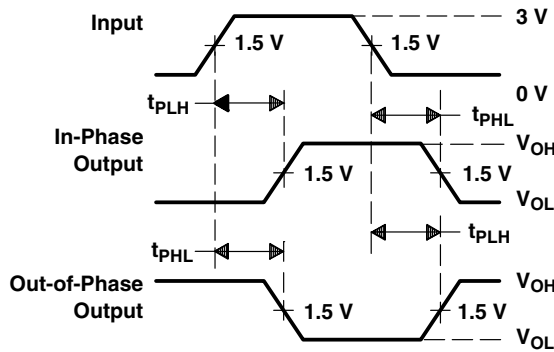 Input
3 V
1.5 V
1.5 V
0 V
tPLH
tPHL
In-Phase
Output
VOH
1.5 V
1.5 V
VOL
tPHL
tPLH
Out-of-Phase
Output
VOH
1.5 V
1.5 V
VOL